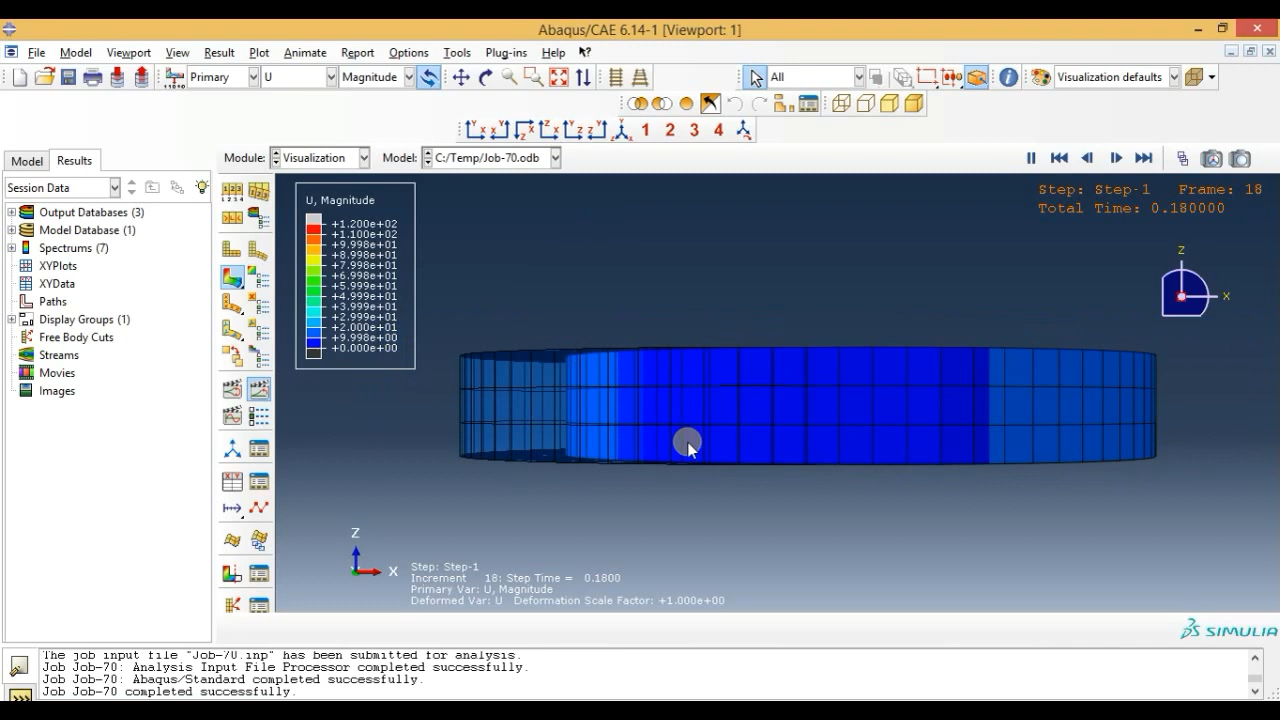 Abaqus/CAE 6.14-1 [Viewport: 1]
File Model Viewport View Result Plot Animate Report Options Tools Plug-ins Help
Primary U Magnitude All Visualization defaults
1 2 3 4
Model Results Module: Visualization Model: C:/Temp/Job-70.odb
Session Data
Output Databases (3)
Model Database (1)
Spectrums (7)
XYPlots
XYData
Paths
Display Groups (1)
Free Body Cuts
Streams
Movies
Images
U, Magnitude
+1.200e+02
+1.100e+02
+9.998e+01
+8.998e+01
+7.998e+01
+6.998e+01
+5.999e+01
+4.999e+01
+3.999e+01
+2.999e+01
+2.000e+01
+9.998e+00
+0.000e+00
Step: Step-1 Frame: 18
Total Time: 0.180000
Z
X
Z
X
Step: Step-1
Increment 18: Step Time = 0.1800
Primary Var: U, Magnitude
Deformed Var: U Deformation Scale Factor: +1.000e+00
SIMULIA
The job input file "Job-70.inp" has been submitted for analysis.
Job Job-70: Analysis Input File Processor completed successfully.
Job Job-70: Abaqus/Standard completed successfully.
Job Job-70 completed successfully.
>>>